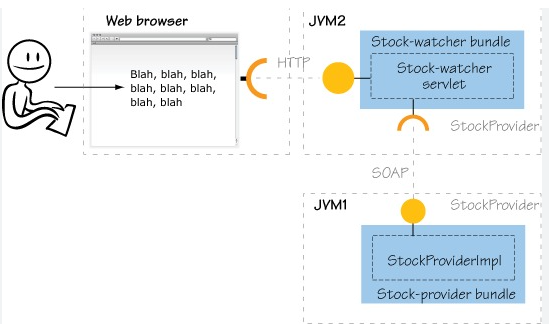 Web browser
Blah, blah, blah,
blah, blah, blah,
blah, blah
HTTP
JVM2
Stock-watcher bundle
Stock-watcher
servlet
StockProvider
SOAP
JVM1
StockProvider
StockProviderImpl
Stock-provider bundle